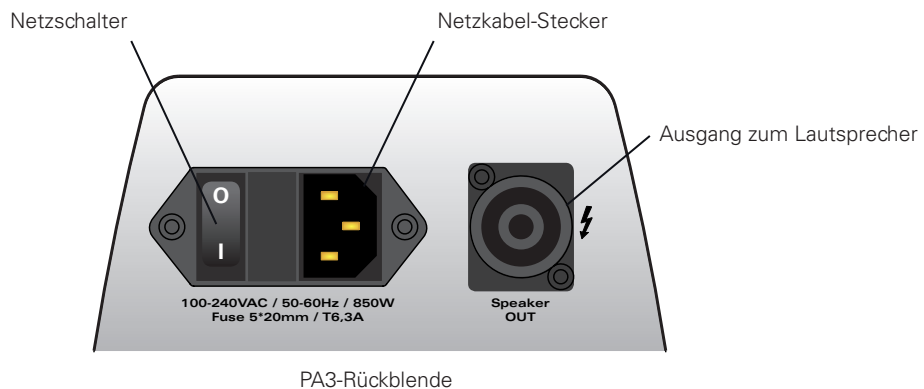 Netzschalter
Netzkabel-Stecker
Ausgang zum Lautsprecher
O
I
100-240VAC / 50-60Hz / 850W
Fuse 5*20mm / T6,3A
Speaker
OUT
PA3-Rückblende